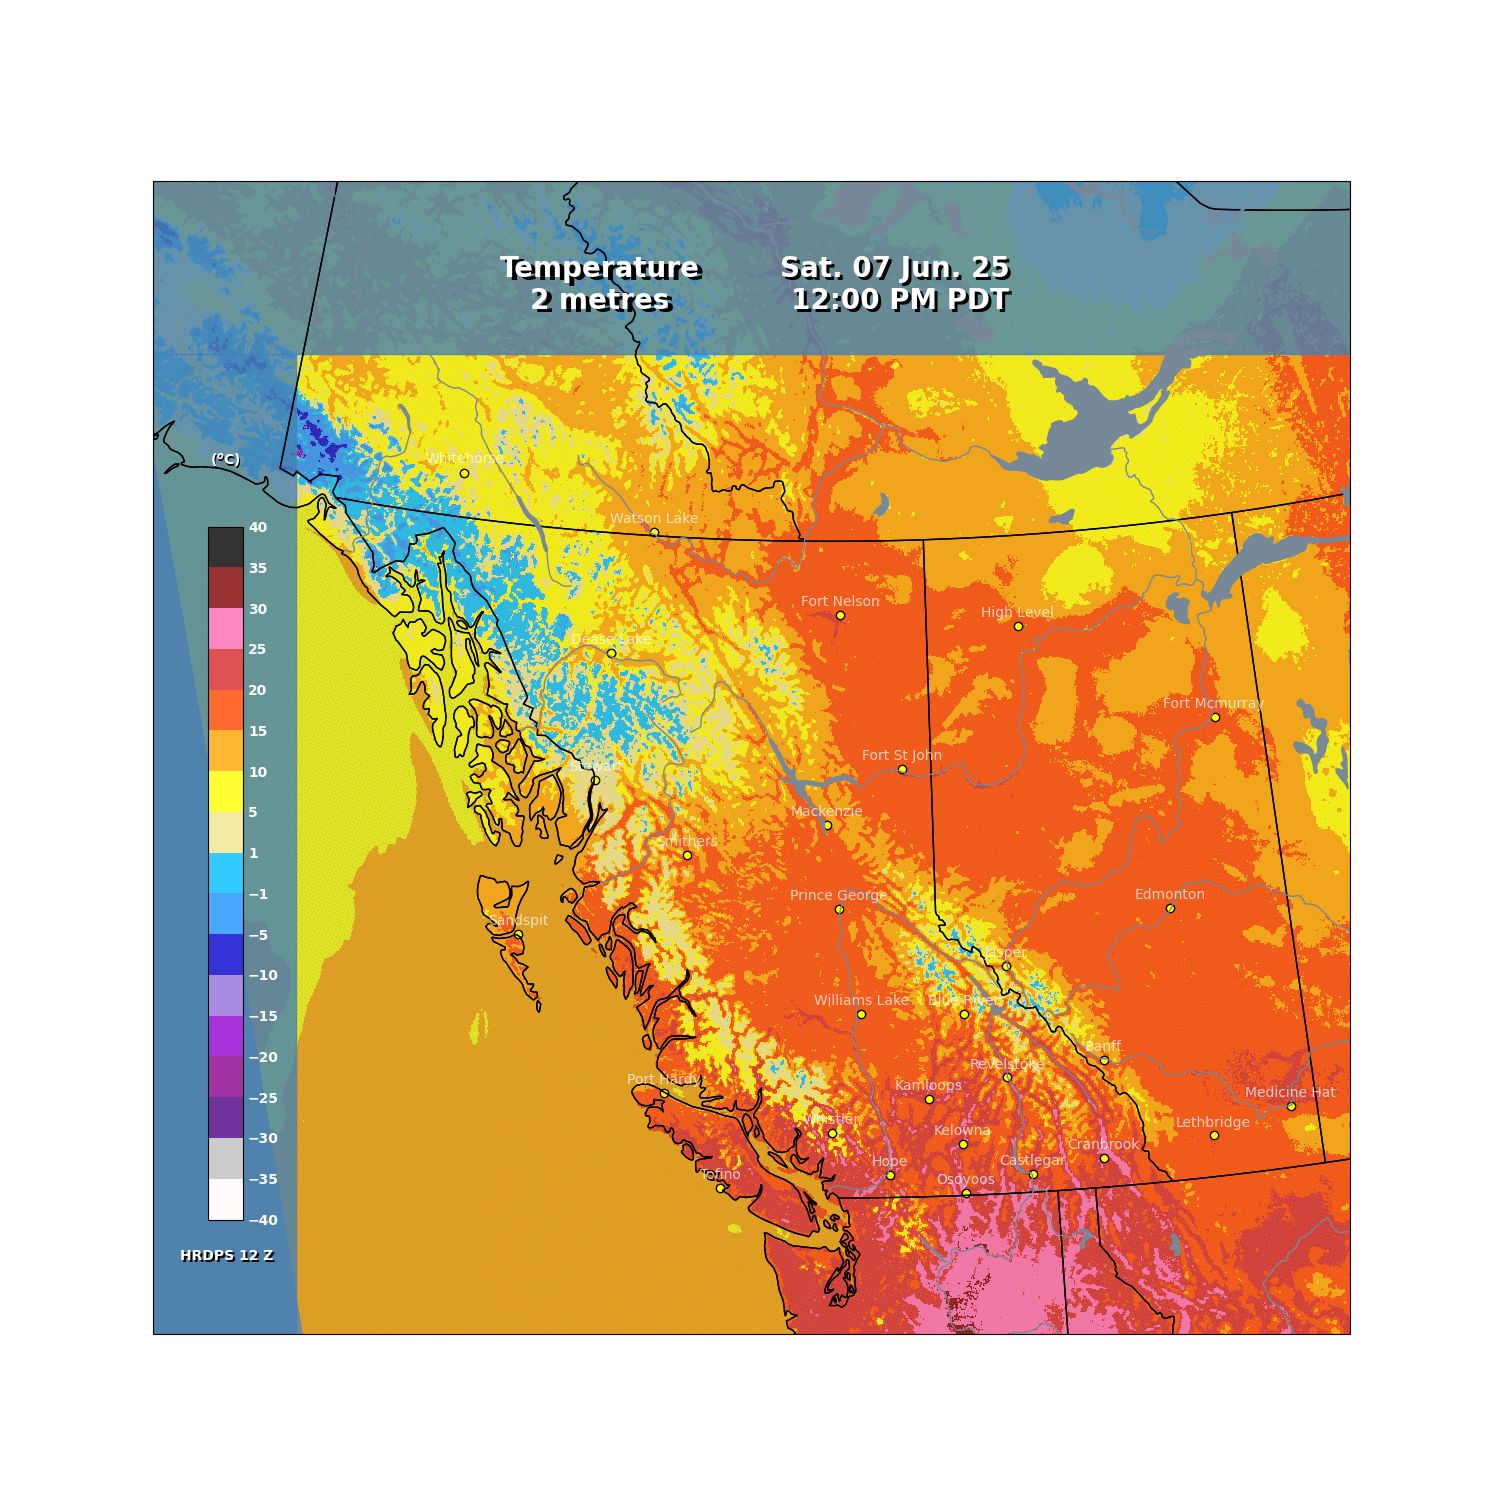 Temperature
2 metres
Sat. 07 Jun. 25
12:00 PM PDT
(°C)
40
35
30
25
20
15
10
5
1
−1
−5
−10
−15
−20
−25
−30
−35
−40
HRDPS 12 Z
Whitehorse
Watson Lake
Fort Nelson
High Level
Dease Lake
Fort Mcmurray
Fort St John
Stewart
Mackenzie
Smithers
Prince George
Edmonton
Sandspit
Jasper
Williams Lake
Blue River
Banff
Revelstoke
Port Hardy
Kamloops
Medicine Hat
Whistler
Lethbridge
Kelowna
Cranbrook
Hope
Castlegar
Tofino
Osoyoos